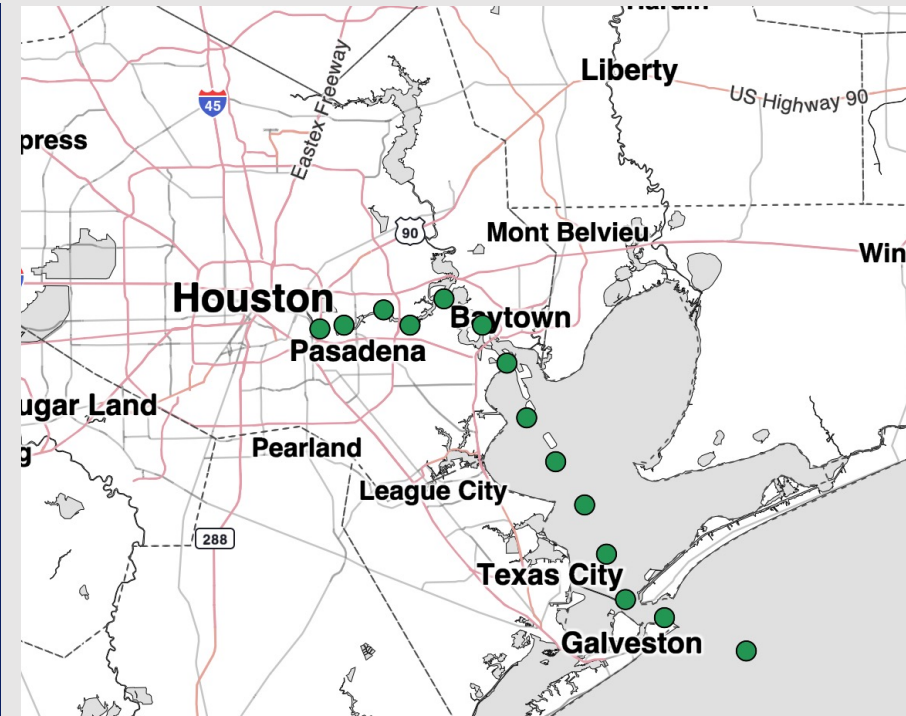 Hardin
Liberty
45
Eastex Freeway
US Highway 90
press
90
Mont Belvieu
Win
Houston
Baytown
Pasadena
ugar Land
g
Pearland
League City
288
Texas City
Galveston